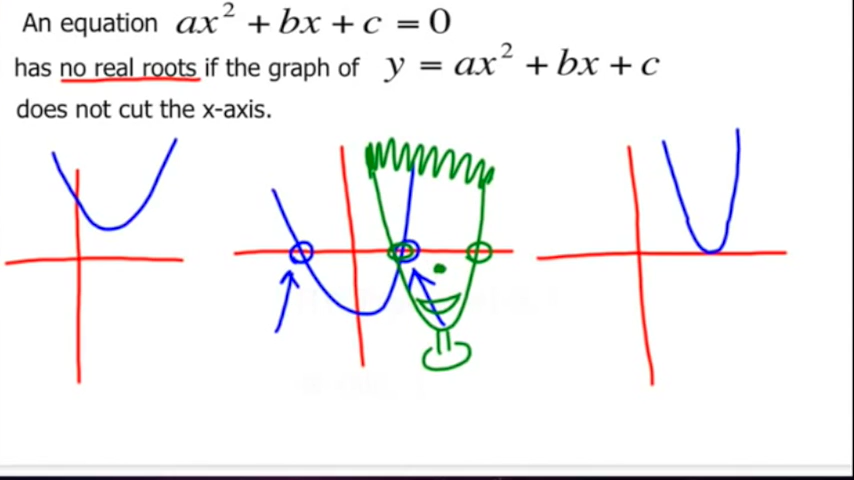 An equation ax² + bx + c = 0
has no real roots if the graph of y = ax² + bx + c
does not cut the x-axis.